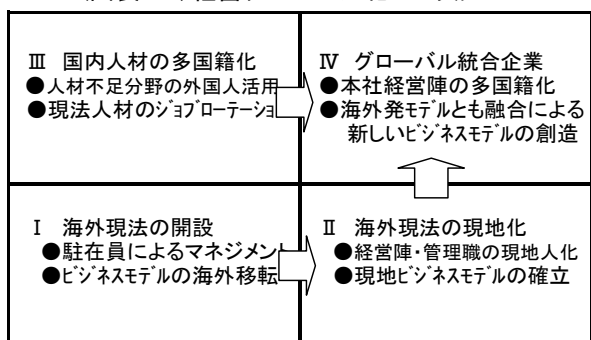 Ⅲ 国内人材の多国籍化
●人材不足分野の外国人活用
●現法人材のｼﾞｮﾌﾞﾛｰﾃｰｼｮ
Ⅳ グローバル統合企業
●本社経営陣の多国籍化
●海外発ﾓﾃﾞﾙとも融合による
新しいﾋﾞｼﾞﾈｽﾓﾃﾞﾙの創造
Ⅰ 海外現法の開設
●駐在員によるマネジメント
●ﾋﾞｼﾞﾈｽﾓﾃﾞﾙの海外移転
Ⅱ 海外現法の現地化
●経営陣・管理職の現地人化
●現地ﾋﾞｼﾞﾈｽﾓﾃﾞﾙの確立